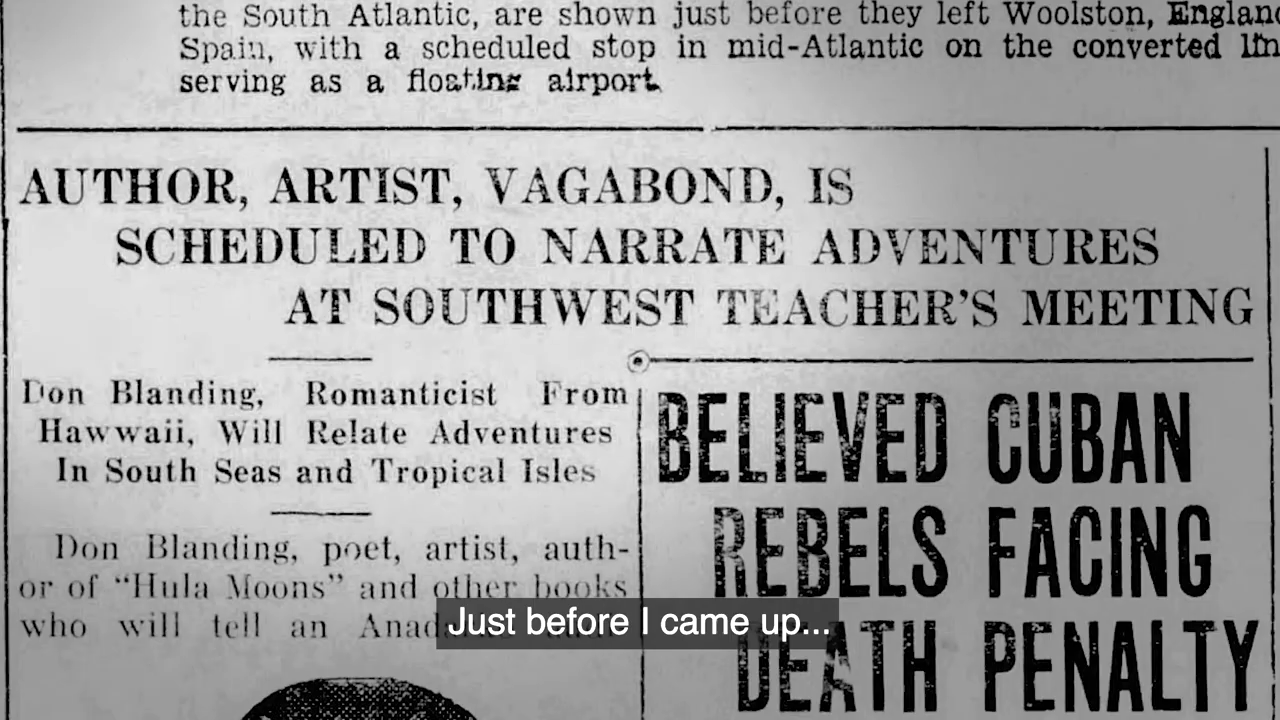 the South Atlantic, are shown just before they left Woolston, England
Spain, with a scheduled stop in mid-Atlantic on the converted lin
serving as a floating airport.
AUTHOR, ARTIST, VAGABOND, IS
SCHEDULED TO NARRATE ADVENTURES
AT SOUTHWEST TEACHER'S MEETING
Don Blanding, Romanticist From
Hawwaii, Will Relate Adventures
In South Seas and Tropical Isles
Don Blanding, poet, artist, auth-
or of "Hula Moons" and other books
who will tell an
BELIEVED CUBAN
REBELS FACING
DEATH PENALTY
Just before I came up...